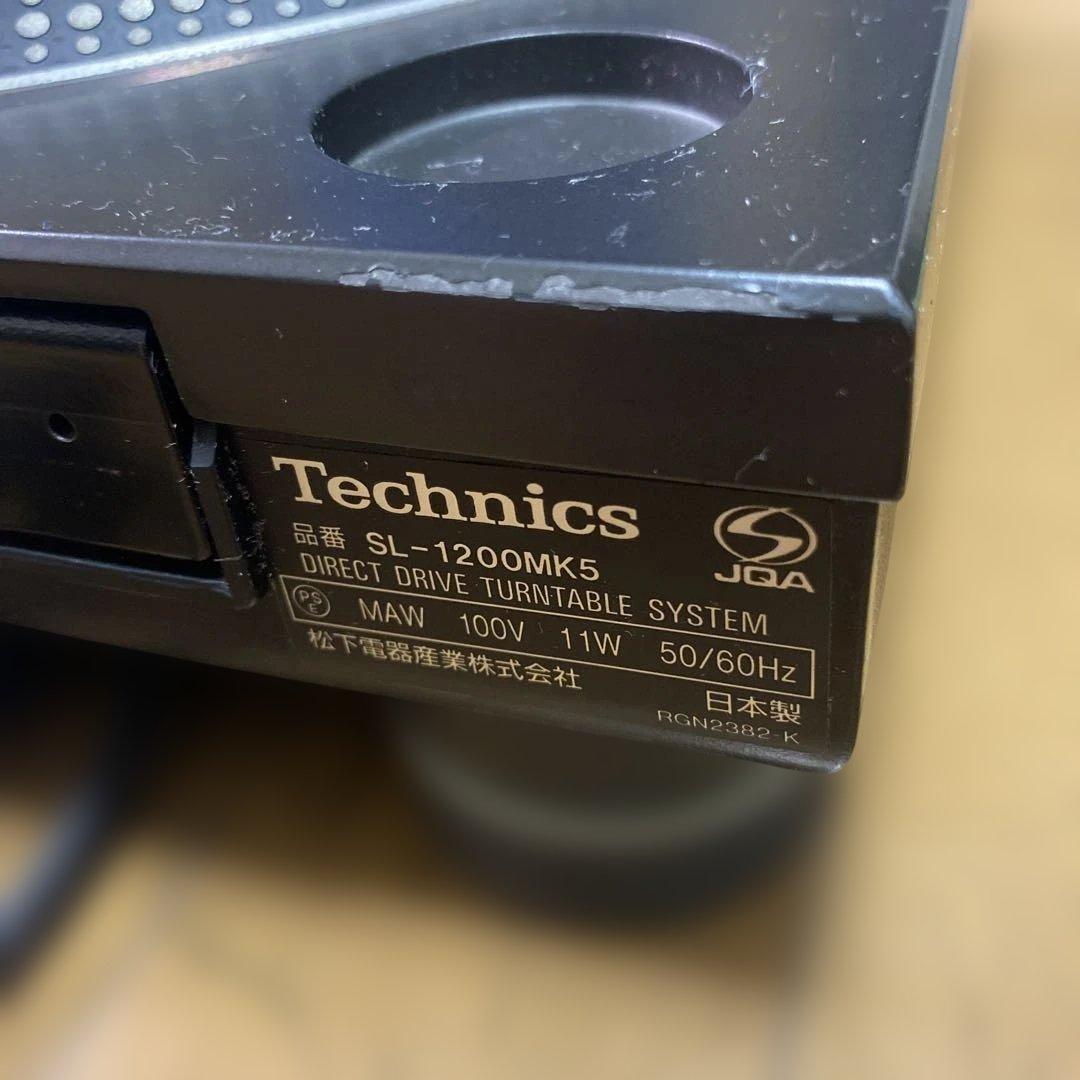 Technics
品番 SL-1200MK5
JQA
DIRECT DRIVE TURNTABLE SYSTEM
PSE MAW 100V 11W 50/60Hz
松下電器産業株式会社
日本製
RGN2382-K